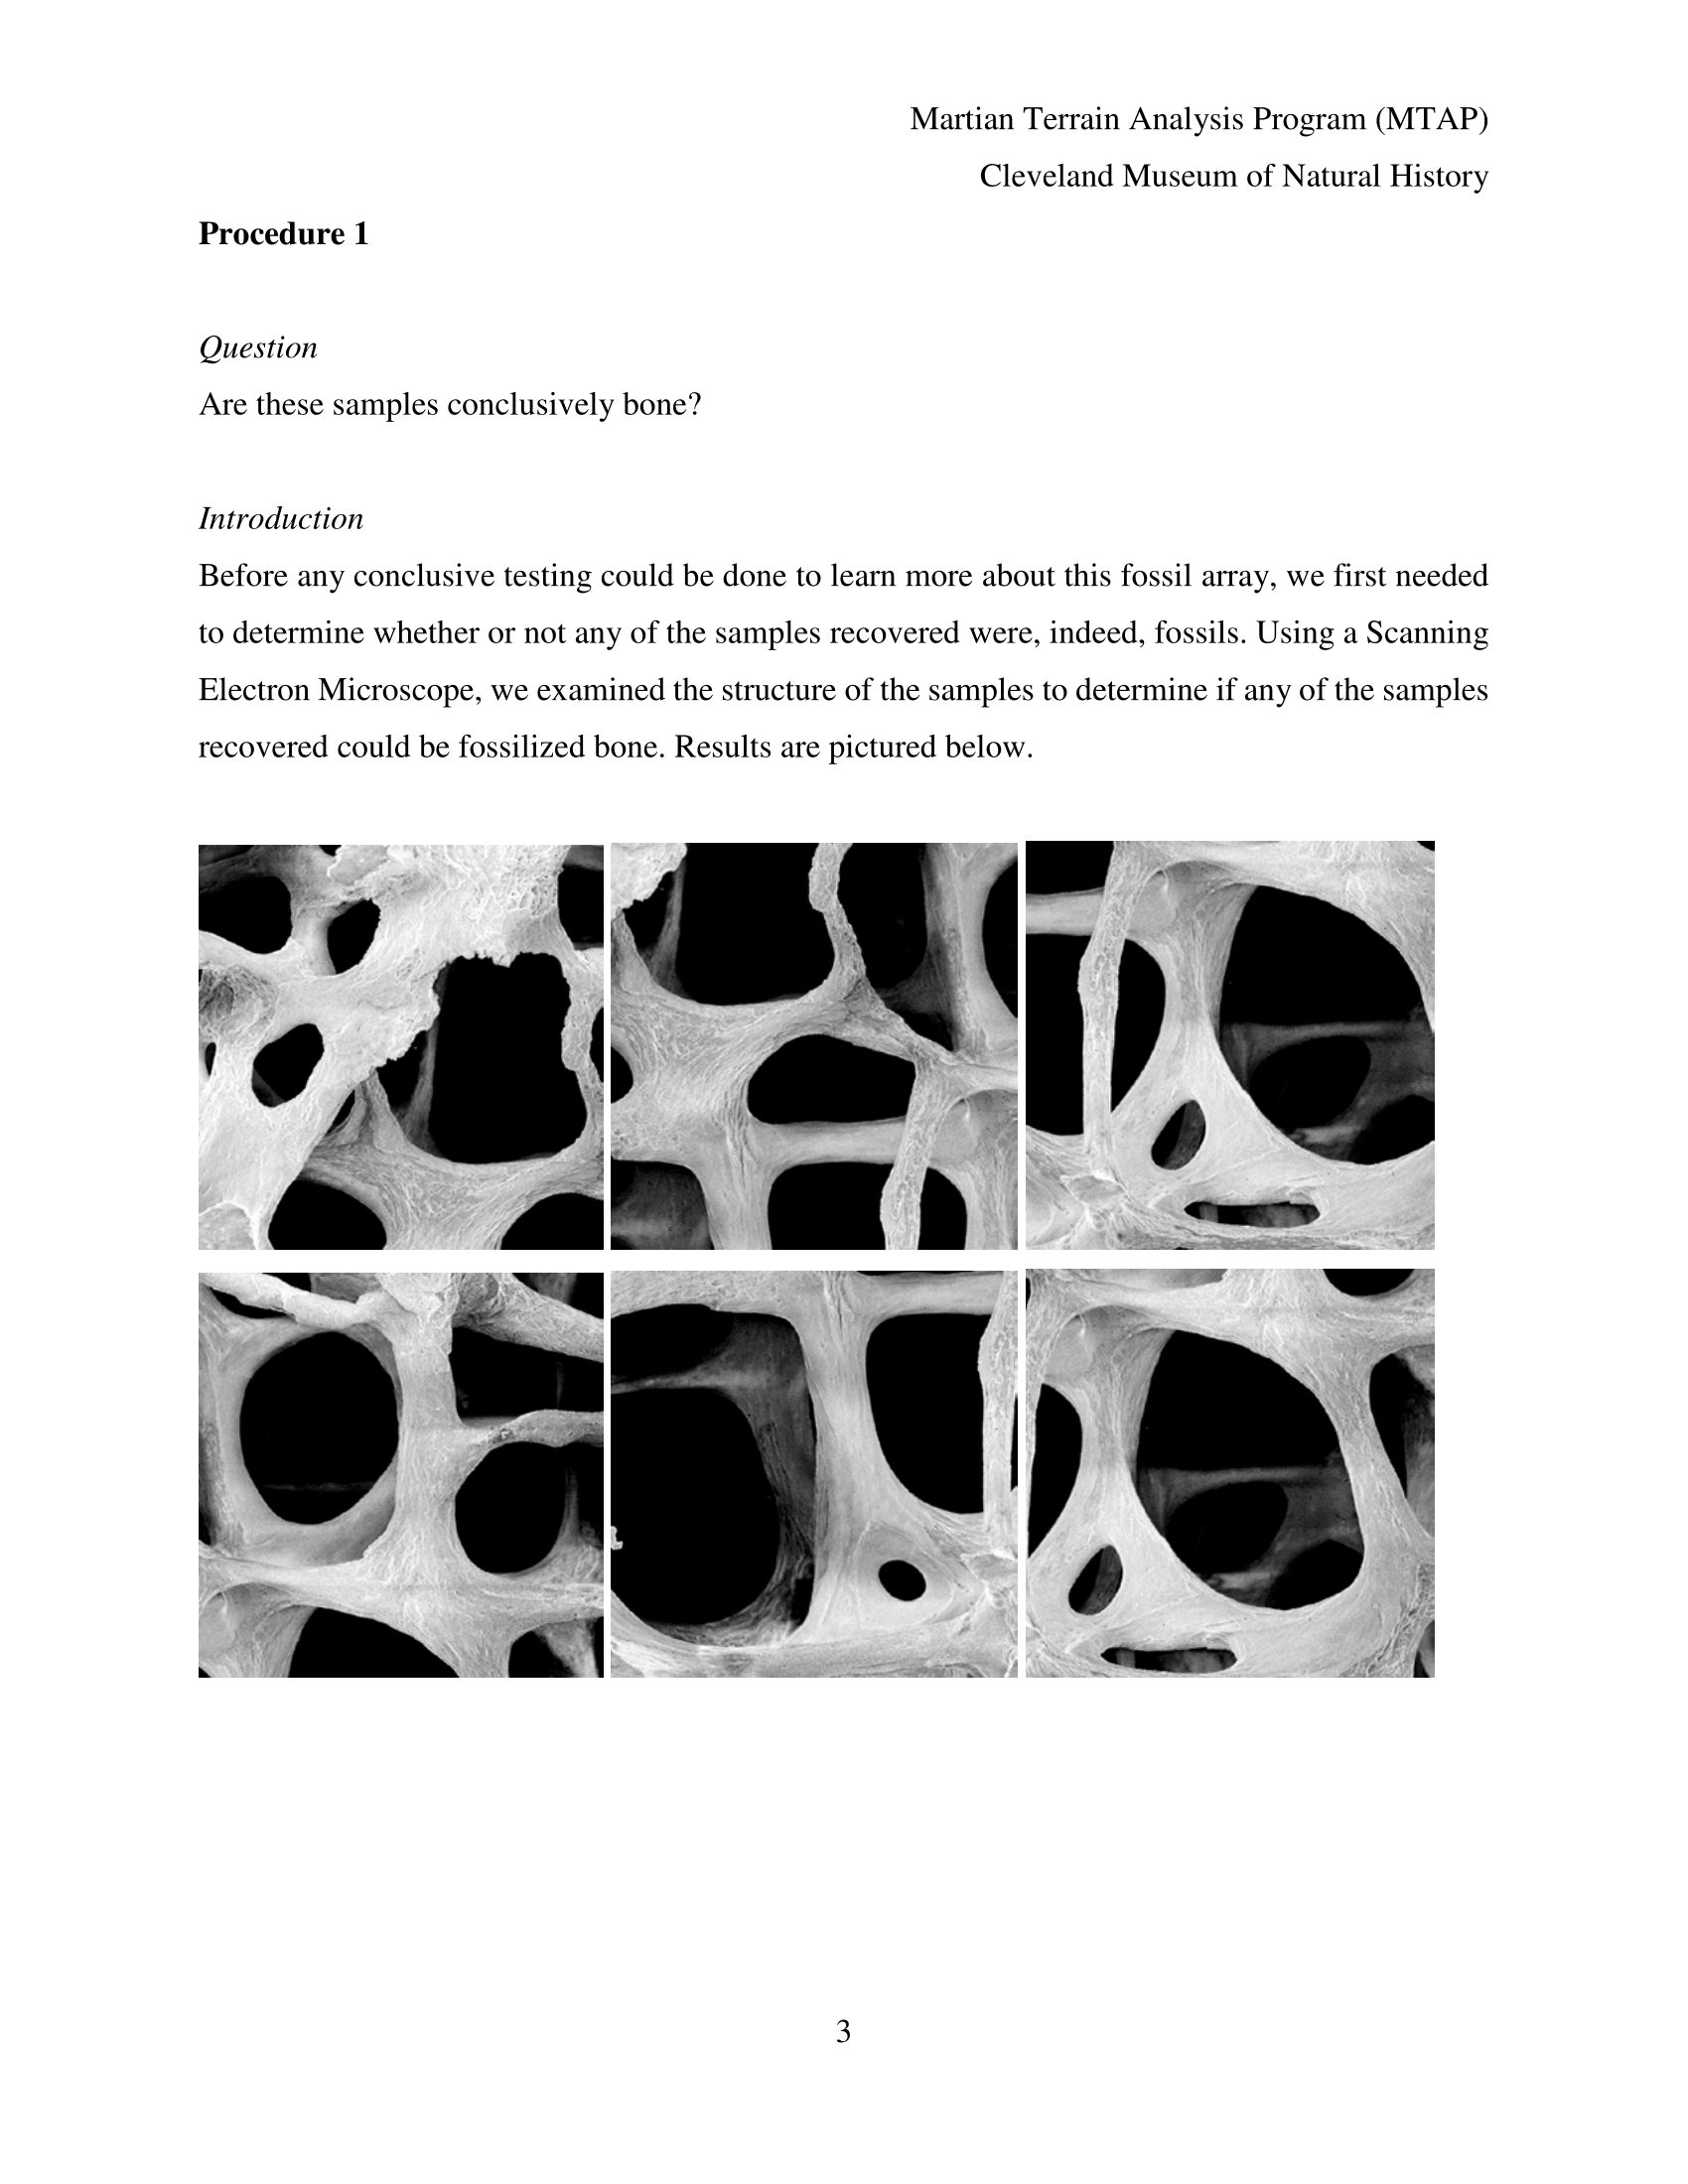 Martian Terrain Analysis Program (MTAP)
Cleveland Museum of Natural History
Procedure 1
Question
Are these samples conclusively bone?
Introduction
Before any conclusive testing could be done to learn more about this fossil array, we first needed
to determine whether or not any of the samples recovered were, indeed, fossils. Using a Scanning
Electron Microscope, we examined the structure of the samples to determine if any of the samples
recovered could be fossilized bone. Results are pictured below.
3